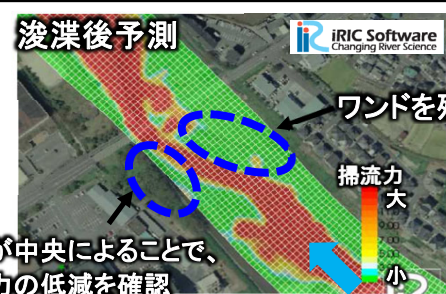 浚渫後予測
iRIC Software
Changing River Science
ワンドを残
掃流力
大
小
が中央によることで、
力の低減を確認